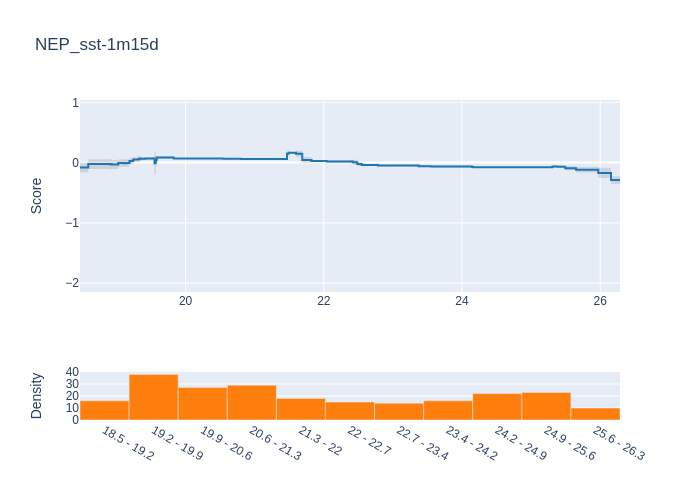 NEP_sst-1m15d
Score
1
0
−1
−2
20
22
24
26
Density
40
30
20
10
0
18.5 - 19.2
19.2 - 19.9
19.9 - 20.6
20.6 - 21.3
21.3 - 22
22 - 22.7
22.7 - 23.4
23.4 - 24.2
24.2 - 24.9
24.9 - 25.6
25.6 - 26.3